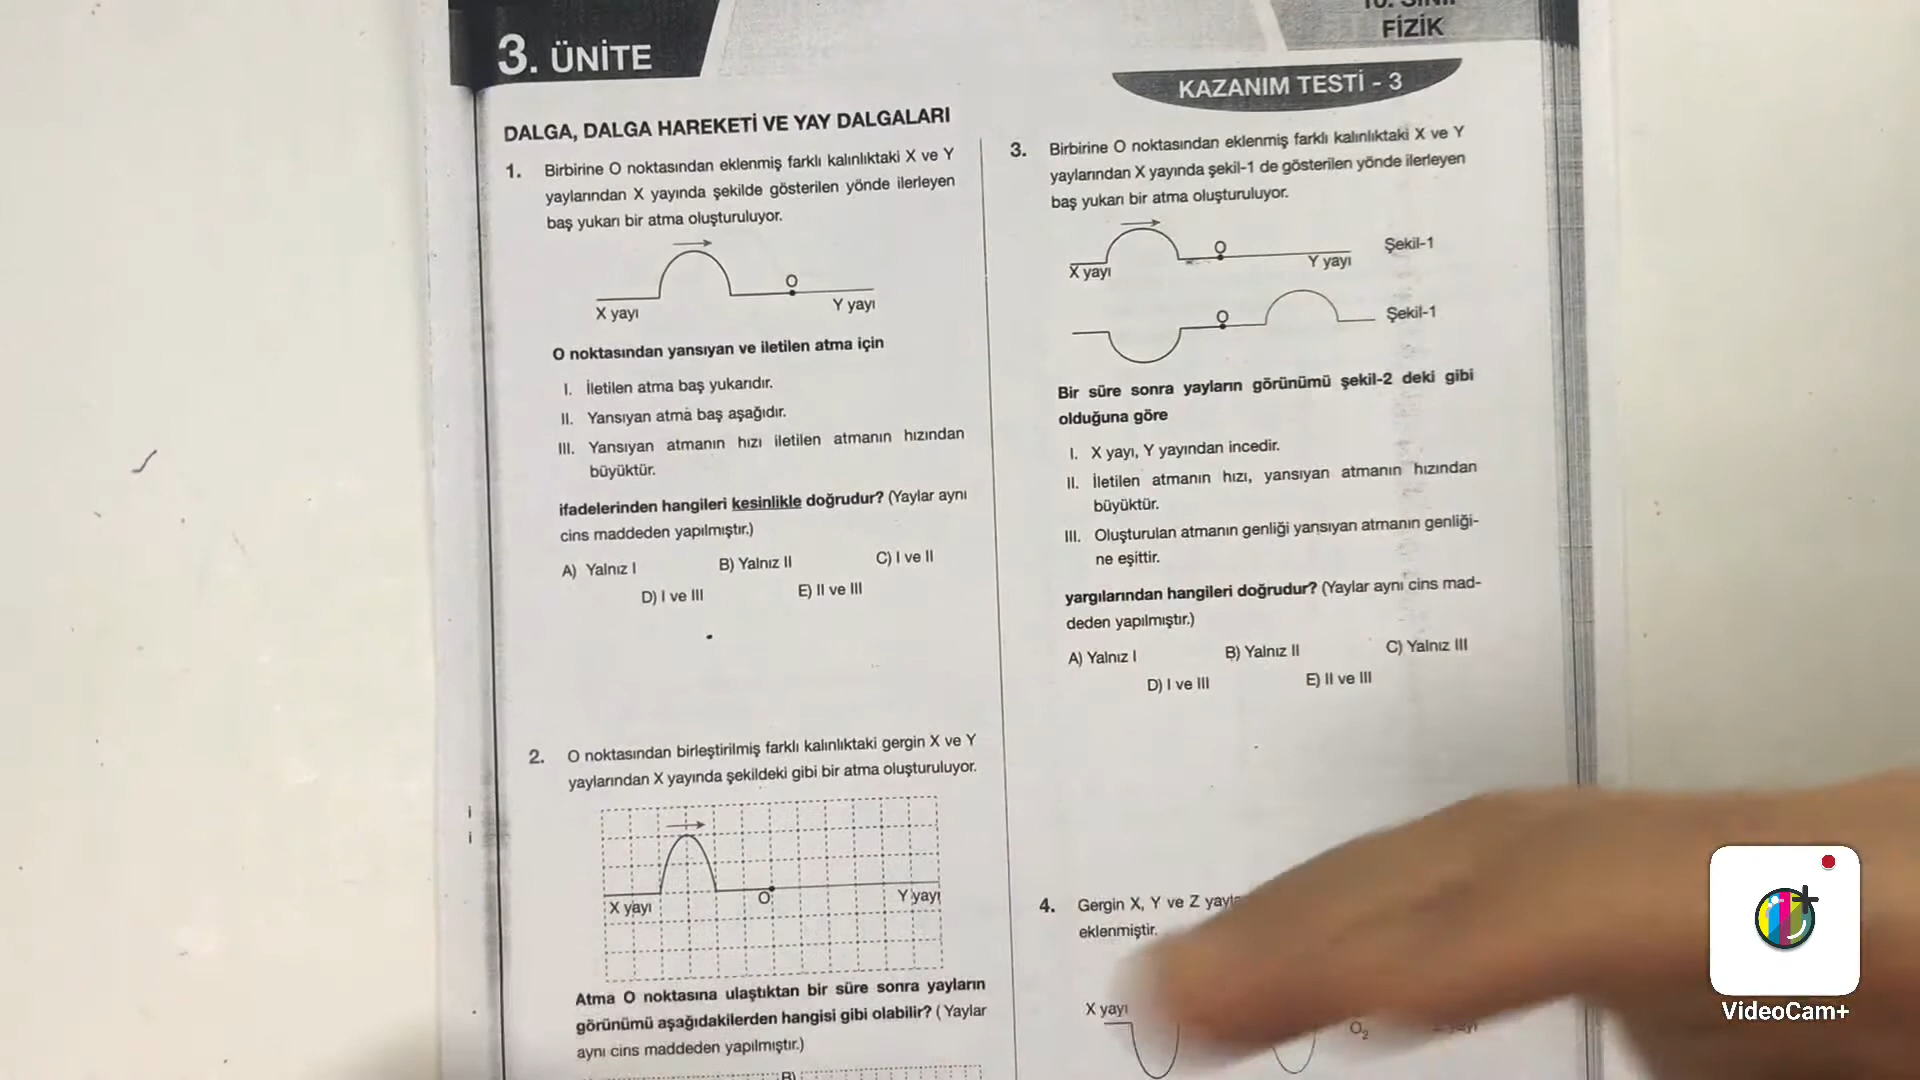 3. ÜNİTE
FİZİK
KAZANIM TESTİ - 3
DALGA, DALGA HAREKETİ VE YAY DALGALARI
1. Birbirine O noktasından eklenmiş farklı kalınlıktaki X ve Y
yaylarından X yayında şekilde gösterilen yönde ilerleyen
baş yukarı bir atma oluşturuluyor.
O
X yayı
Y yayı
O noktasından yansıyan ve iletilen atma için
I. İletilen atma baş yukarıdır.
II. Yansıyan atma baş aşağıdır.
III. Yansıyan atmanın hızı iletilen atmanın hızından
büyüktür.
ifadelerinden hangileri kesinlikle doğrudur? (Yaylar aynı
cins maddeden yapılmıştır.)
A) Yalnız I
B) Yalnız II
C) I ve II
D) I ve III
E) II ve III
2. O noktasından birleştirilmiş farklı kalınlıktaki gergin X ve Y
yaylarından X yayında şekildeki gibi bir atma oluşturuluyor.
X yayı
O
Y yayı
Atma O noktasına ulaştıktan bir süre sonra yayların
görünümü aşağıdakilerden hangisi gibi olabilir? ( Yaylar
aynı cins maddeden yapılmıştır.)
B)
3. Birbirine O noktasından eklenmiş farklı kalınlıktaki X ve Y
yaylarından X yayında şekil-1 de gösterilen yönde ilerleyen
baş yukarı bir atma oluşturuluyor.
O
Şekil-1
X yayı
Y yayı
O
Şekil-1
Bir süre sonra yayların görünümü şekil-2 deki gibi
olduğuna göre
I. X yayı, Y yayından incedir.
II. İletilen atmanın hızı, yansıyan atmanın hızından
büyüktür.
III. Oluşturulan atmanın genliği yansıyan atmanın genliği-
ne eşittir.
yargılarından hangileri doğrudur? (Yaylar aynı cins mad-
deden yapılmıştır.)
A) Yalnız I
B) Yalnız II
C) Yalnız III
D) I ve III
E) II ve III
4. Gergin X, Y ve Z
eklenmiştir.
X yayı
O₂
VideoCam+